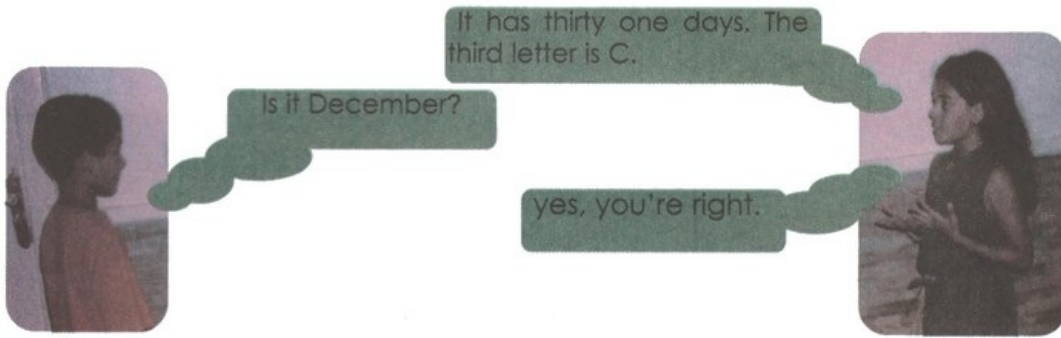 It has thirty one days. The
third letter is C.
Is it December?
yes, you're right.